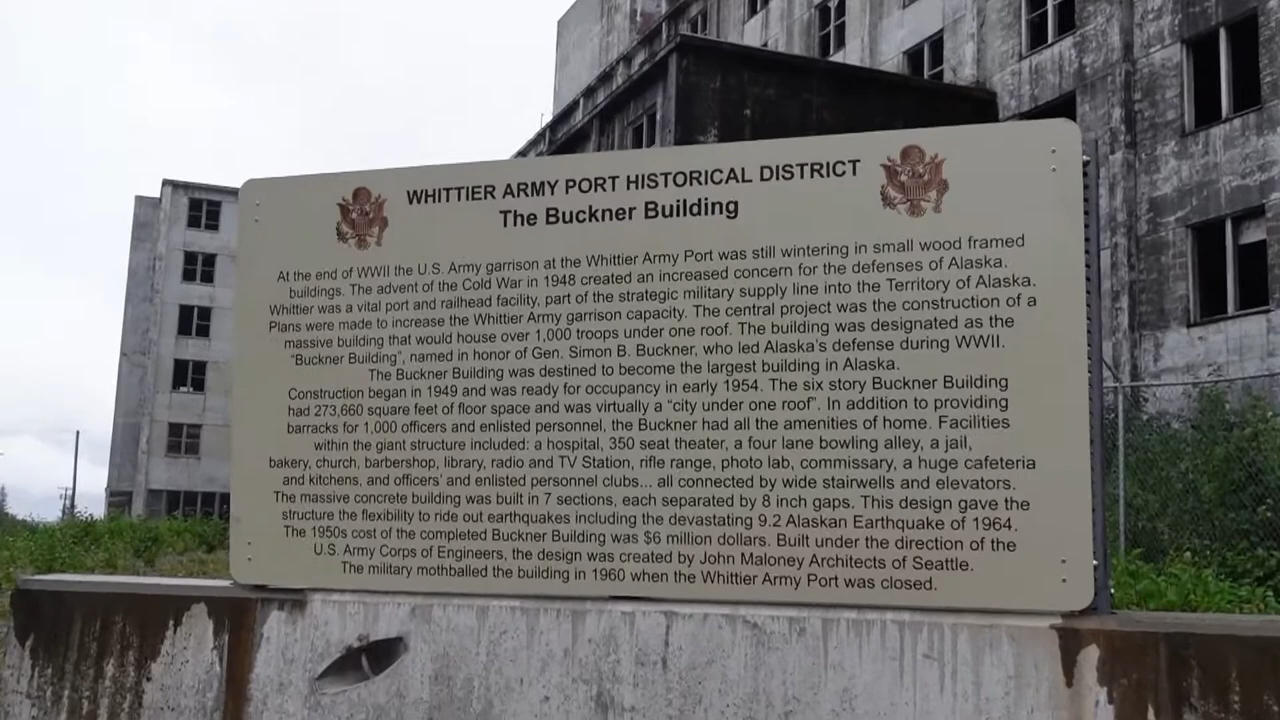 WHITTIER ARMY PORT HISTORICAL DISTRICT
The Buckner Building
At the end of WWII the U.S. Army garrison at the Whittier Army Port was still wintering in small wood framed
buildings. The advent of the Cold War in 1948 created an increased concern for the defenses of Alaska.
Whittier was a vital port and railhead facility, part of the strategic military supply line into the Territory of Alaska.
Plans were made to increase the Whittier Army garrison capacity. The central project was the construction of a
massive building that would house over 1,000 troops under one roof. The building was designated as the
"Buckner Building", named in honor of Gen. Simon B. Buckner, who led Alaska's defense during WWII.
The Buckner Building was destined to become the largest building in Alaska.
Construction began in 1949 and was ready for occupancy in early 1954. The six story Buckner Building
had 273,660 square feet of floor space and was virtually a "city under one roof". In addition to providing
barracks for 1,000 officers and enlisted personnel, the Buckner had all the amenities of home. Facilities
within the giant structure included: a hospital, 350 seat theater, a four lane bowling alley, a jail,
bakery, church, barbershop, library, radio and TV Station, rifle range, photo lab, commissary, a huge cafeteria
and kitchens, and officers' and enlisted personnel clubs... all connected by wide stairwells and elevators.
The massive concrete building was built in 7 sections, each separated by 8 inch gaps. This design gave the
structure the flexibility to ride out earthquakes including the devastating 9.2 Alaskan Earthquake of 1964.
The 1950s cost of the completed Buckner Building was $6 million dollars. Built under the direction of the
U.S. Army Corps of Engineers, the design was created by John Maloney Architects of Seattle.
The military mothballed the building in 1960 when the Whittier Army Port was closed.